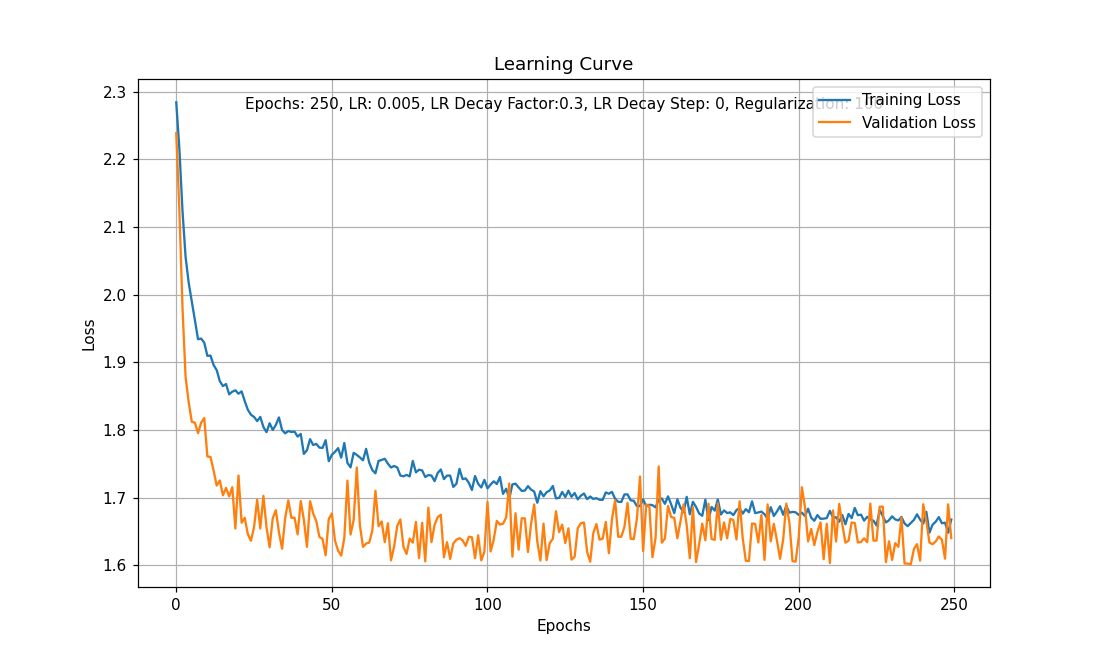 Learning Curve
Epochs: 250, LR: 0.005, LR Decay Factor:0.3, LR Decay Step: 0, Regularization: 100
Training Loss
Validation Loss
2.3
2.2
2.1
2.0
1.9
1.8
1.7
1.6
Loss
0 50 100 150 200 250
Epochs